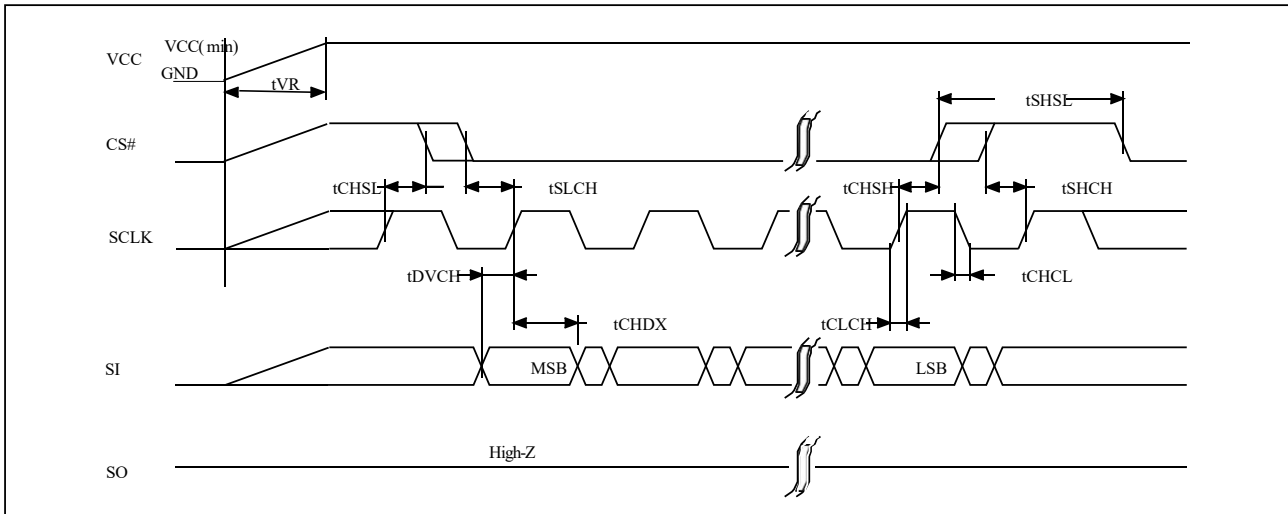 VCC(min)
VCC
GND
tVR
tSHSL
CS#
tCHSL
tSLCH
tCHSH
tSHCH
SCLK
tDVCH
tCHCL
tCHDX
tCLCH
SI
MSB
LSB
High-Z
SO